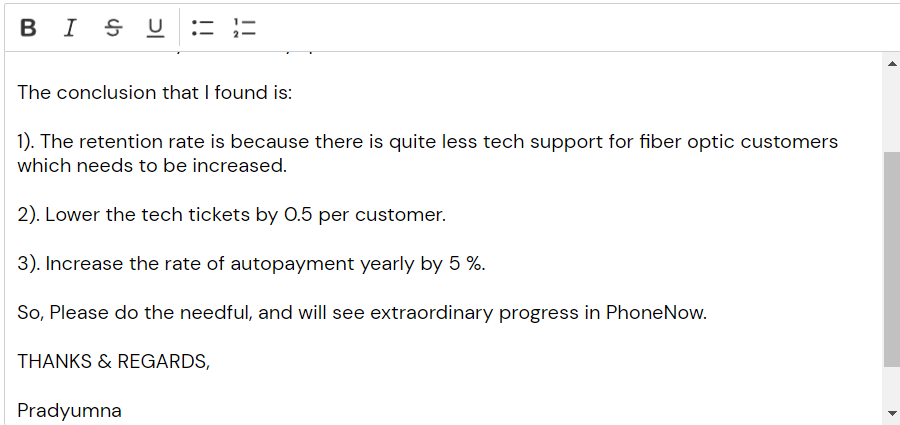 The conclusion that I found is:
1). The retention rate is because there is quite less tech support for fiber optic customers
which needs to be increased.
2). Lower the tech tickets by 0.5 per customer.
3). Increase the rate of autopayment yearly by 5 %.
So, Please do the needful, and will see extraordinary progress in PhoneNow.
THANKS & REGARDS,
Pradyumna